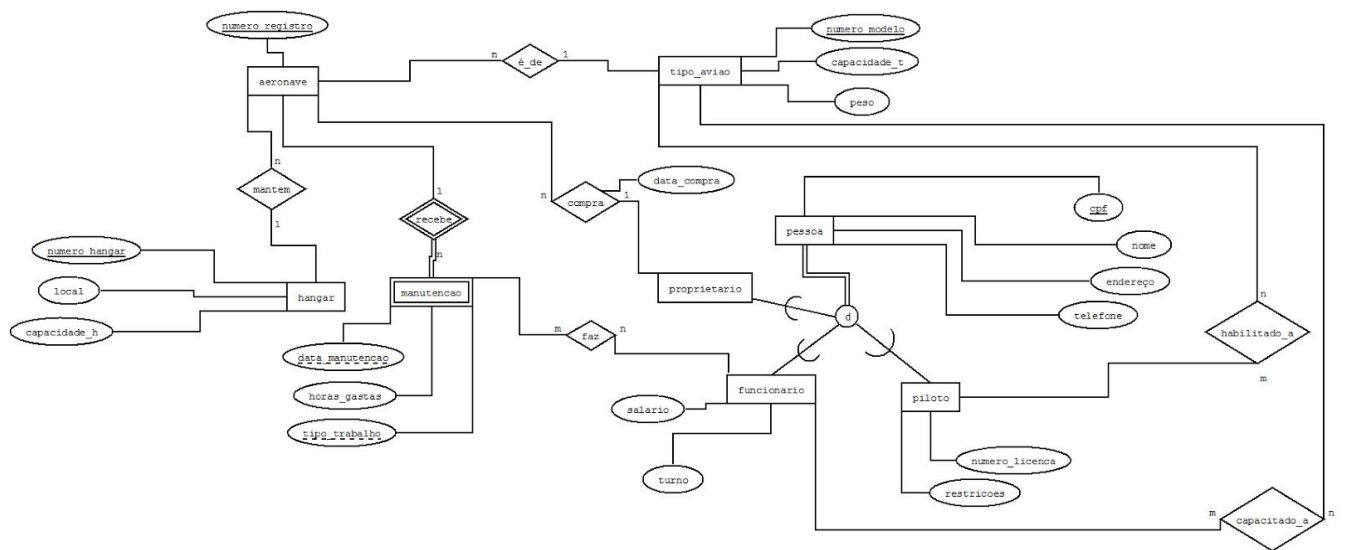 numero_registro
numero_modelo
n
é_de
1
aeronave
tipo_aviao
capacidade_t
peso
n
mantem
1
1
recebe
n
data_compra
n
compra
1
cpf
pessoa
nome
endereço
telefone
numero_hangar
local
hangar
capacidade_h
manutencao
proprietario
d
n
habilitado_a
m
data_manutencao
m
faz
n
horas_gastas
tipo_trabalho
funcionario
piloto
salario
turno
numero_licenca
restricoes
m
capacitado_a
n